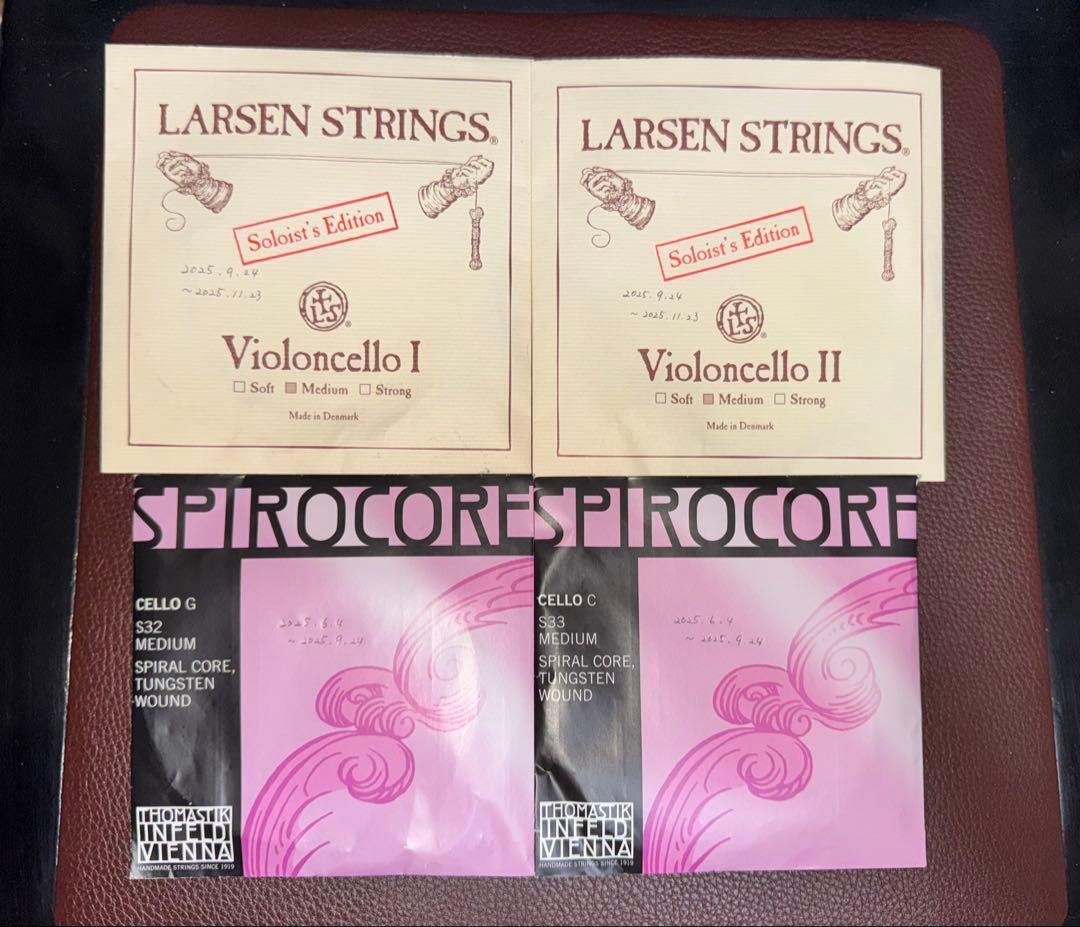 LARSEN STRINGS®
Soloist's Edition
2025.9.24
~2025.11.23
LFS®
Violoncello I
Soft Medium Strong
Made in Denmark
LARSEN STRINGS®
Soloist's Edition
2025.9.24
~2025.11.23
LFS®
Violoncello II
Soft Medium Strong
Made in Denmark
SPIROCORE
CELLO G
S32
MEDIUM
SPIRAL CORE,
TUNGSTEN
WOUND
2025.6.4
~2025.9.24
THOMASTIK
INFELD
VIENNA
HANDMADE STRINGS SINCE 1919
SPIROCORE
CELLO C
S33
MEDIUM
SPIRAL CORE,
TUNGSTEN
WOUND
2025.6.4
~2025.9.24
THOMASTIK
INFELD
VIENNA
HANDMADE STRINGS SINCE 1919